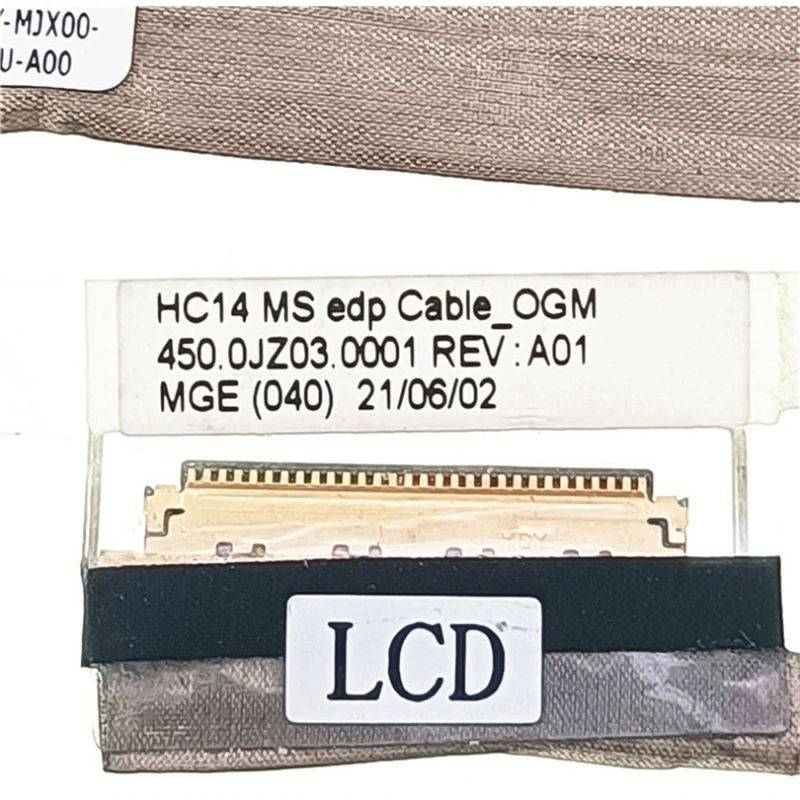 -MJX00-
U-A00
HC14 MS edp Cable_OGM
450.0JZ03.0001 REV : A01
MGE (040) 21/06/02
LCD